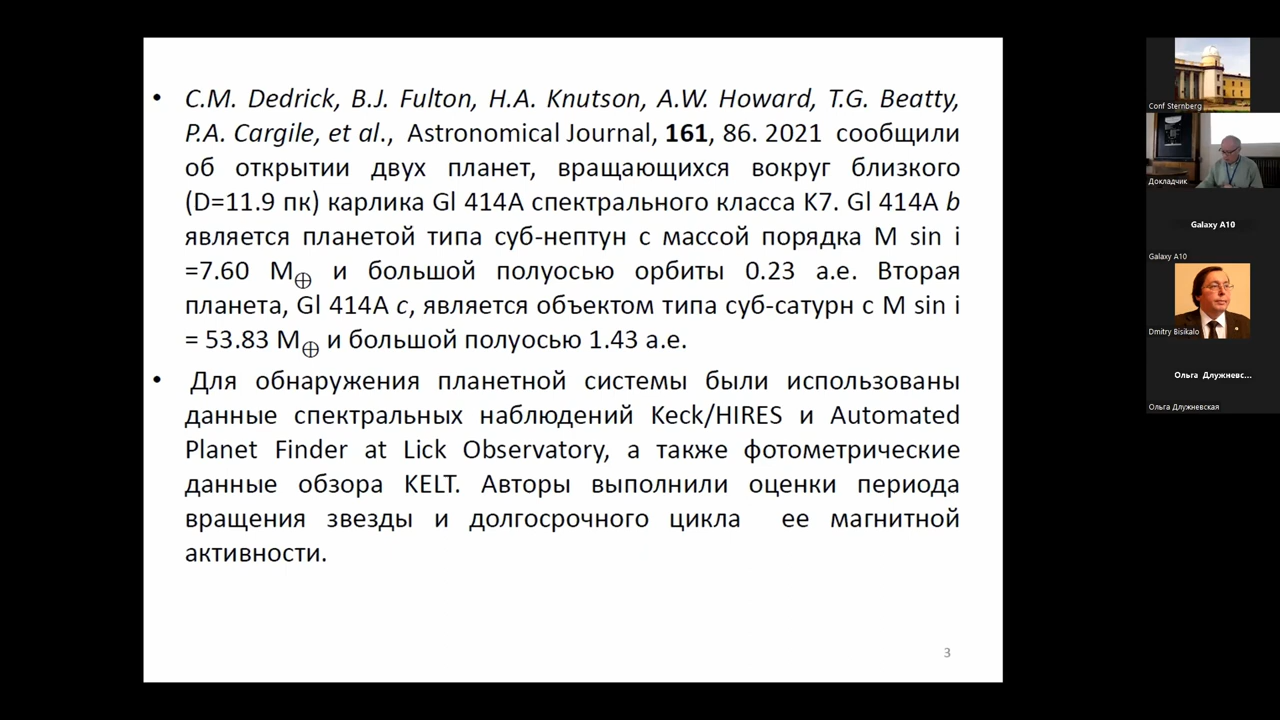 • C.M. Dedrick, B.J. Fulton, H.A. Knutson, A.W. Howard, T.G. Beatty,
P.A. Cargile, et al., Astronomical Journal, 161, 86. 2021 сообщили
об открытии двух планет, вращающихся вокруг близкого
(D=11.9 пк) карлика Gl 414A спектрального класса K7. Gl 414A b
является планетой типа суб-нептун с массой порядка M sin i
=7.60 M⊕ и большой полуосью орбиты 0.23 а.е. Вторая
планета, Gl 414A c, является объектом типа суб-сатурн с M sin i
= 53.83 M⊕ и большой полуосью 1.43 а.е.
• Для обнаружения планетной системы были использованы
данные спектральных наблюдений Keck/HIRES и Automated
Planet Finder at Lick Observatory, а также фотометрические
данные обзора KELT. Авторы выполнили оценки периода
вращения звезды и долгосрочного цикла ее магнитной
активности.
3
Conf Sternberg
Докладчик
Galaxy A10
Galaxy A10
Dmitry Bisikalo
Ольга Длужневс...
Ольга Длужневская